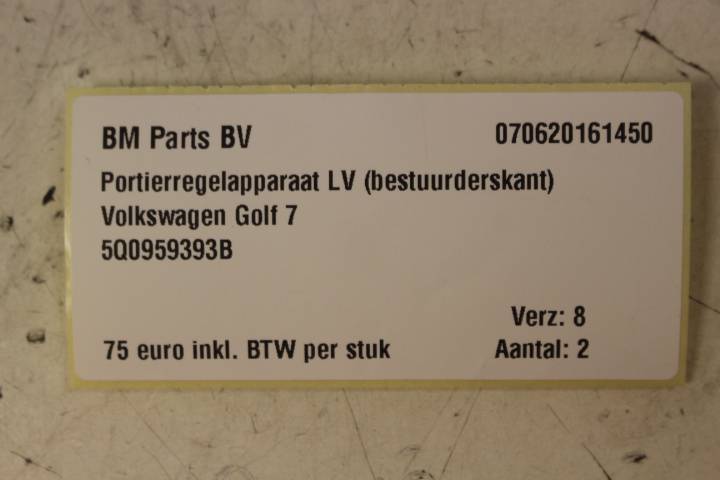 BM Parts BV 070620161450
Portierregelapparaat LV (bestuurderskant)
Volkswagen Golf 7
5Q0959393B
Verz: 8
75 euro inkl. BTW per stuk Aantal: 2